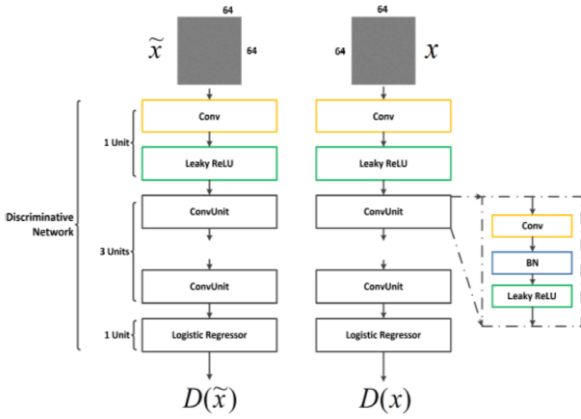 64
64
x̃
64
64
x
Conv
Conv
1 Unit
Leaky ReLU
Leaky ReLU
Discriminative
Network
ConvUnit
ConvUnit
3 Units
Conv
BN
Leaky ReLU
ConvUnit
ConvUnit
1 Unit
Logistic Regressor
Logistic Regressor
D(x̃)
D(x)